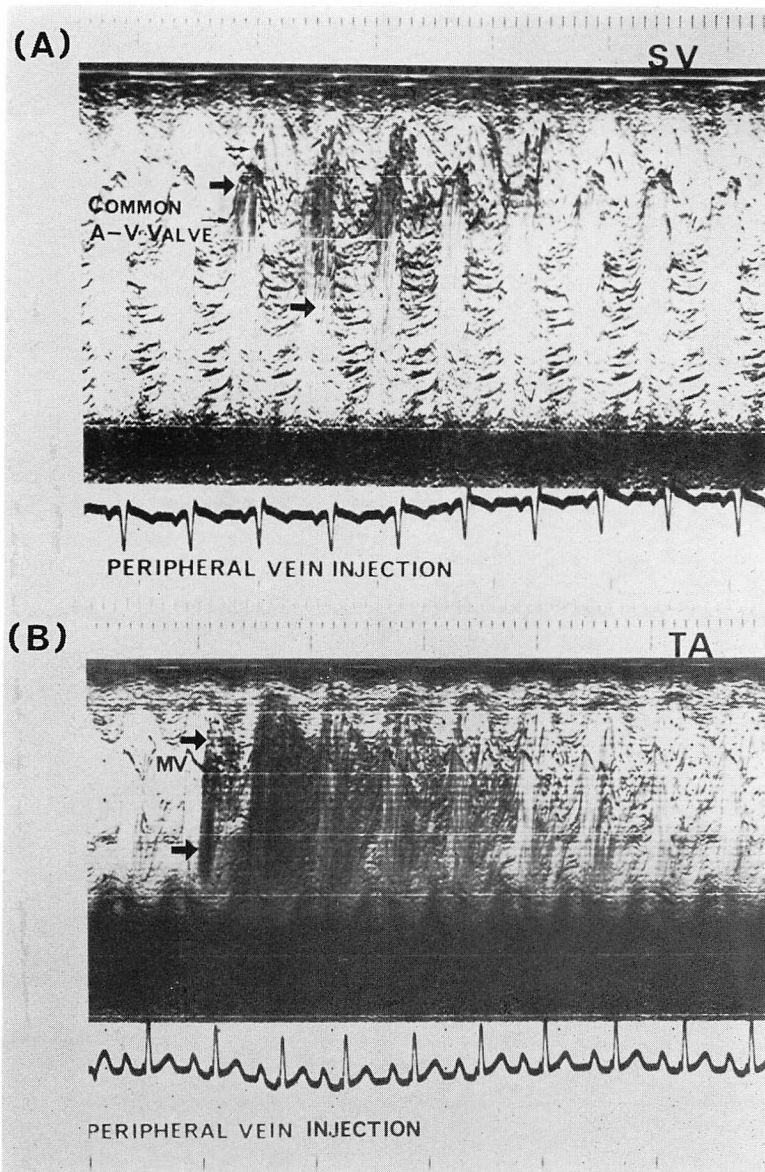 (A)
SV
COMMON
A-V VALVE
PERIPHERAL VEIN INJECTION
(B)
TA
MV
PERIPHERAL VEIN INJECTION